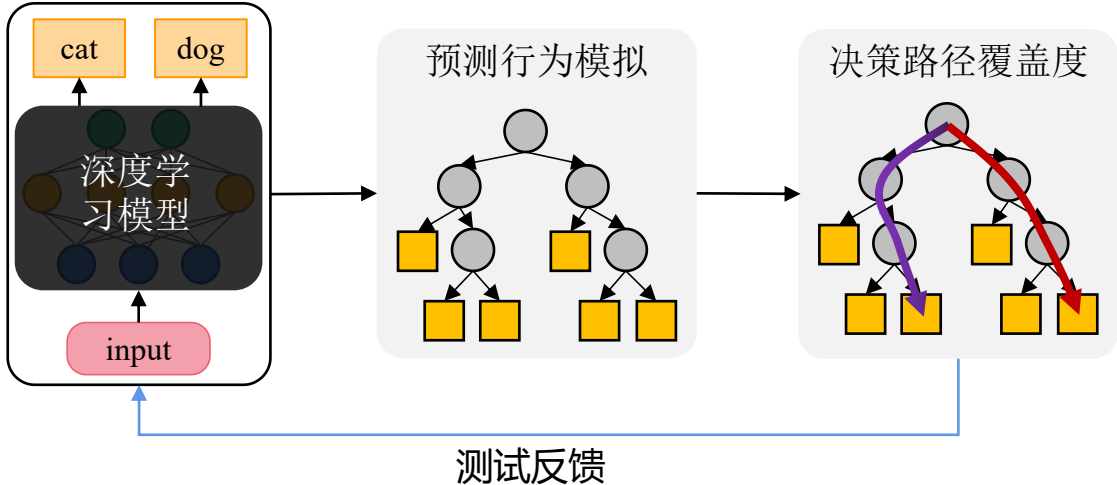 cat
dog
深度学
习模型
input
预测行为模拟
决策路径覆盖度
测试反馈